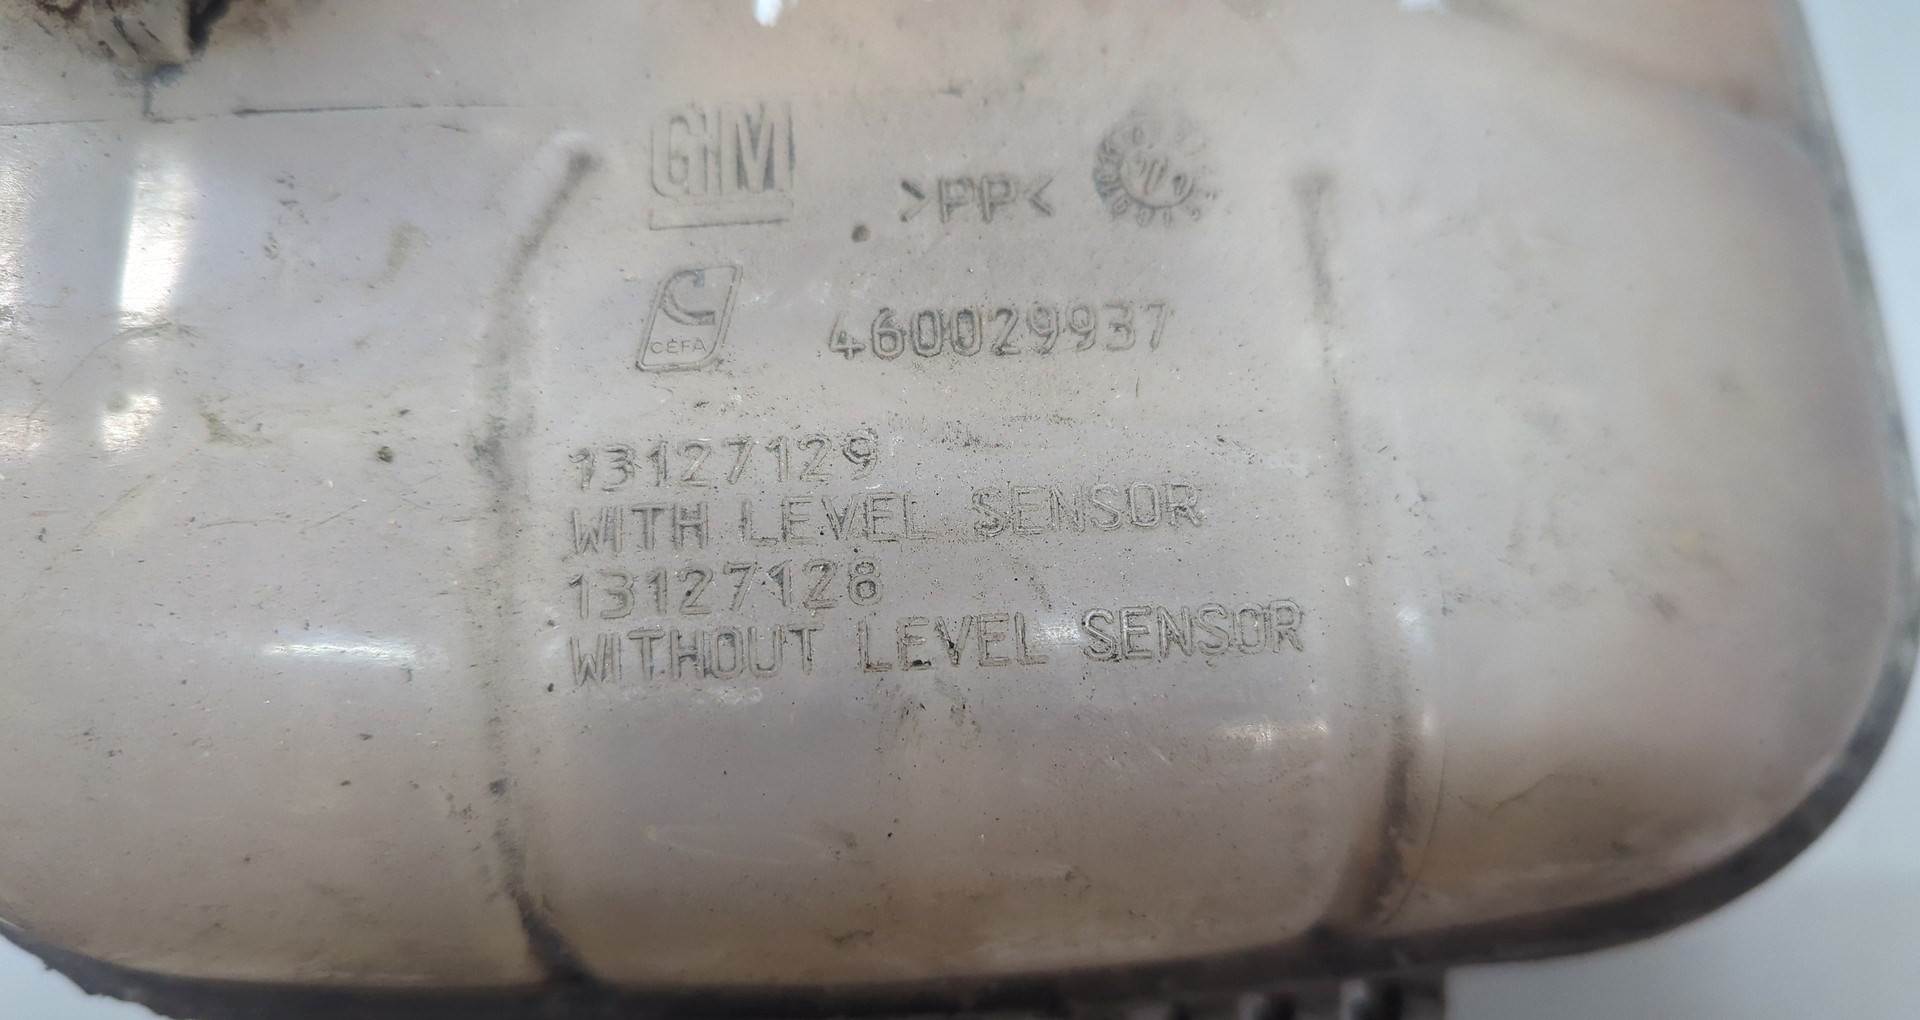 GM
>PP<
CEFA
460029937
13127129
WITH LEVEL SENSOR
13127128
WITHOUT LEVEL SENSOR